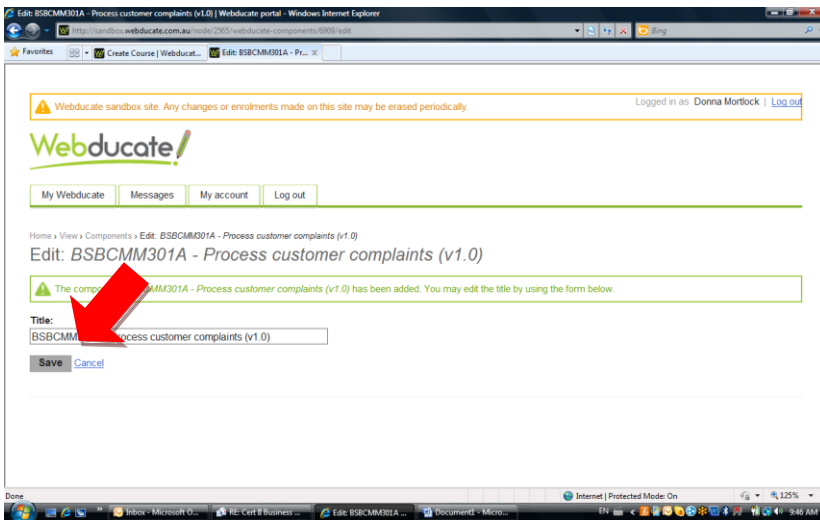 Edit: BSBCMM301A - Process customer complaints (v1.0) | Webducate portal - Windows Internet Explorer
http://sandbox.webducate.com.au/node/2565/webducate-components/6909/edit
Bing
Favorites
Create Course | Webducat...
Edit: BSBCMM301A - Pr...
Webducate sandbox site. Any changes or enrolments made on this site may be erased periodically.
Logged in as Donna Mortlock | Log out
Webducate
My Webducate Messages My account Log out
Home › View › Components › Edit: BSBCMM301A - Process customer complaints (v1.0)
Edit: BSBCMM301A - Process customer complaints (v1.0)
The comp MM301A - Process customer complaints (v1.0) has been added. You may edit the title by using the form below.
Title:
BSBCMM ocess customer complaints (v1.0)
Save Cancel
Done
Internet | Protected Mode: On
125%
Inbox - Microsoft O...
RE: Cert II Business ...
Edit: BSBCMM301A ...
Document1 - Micro...
EN
9:46 AM